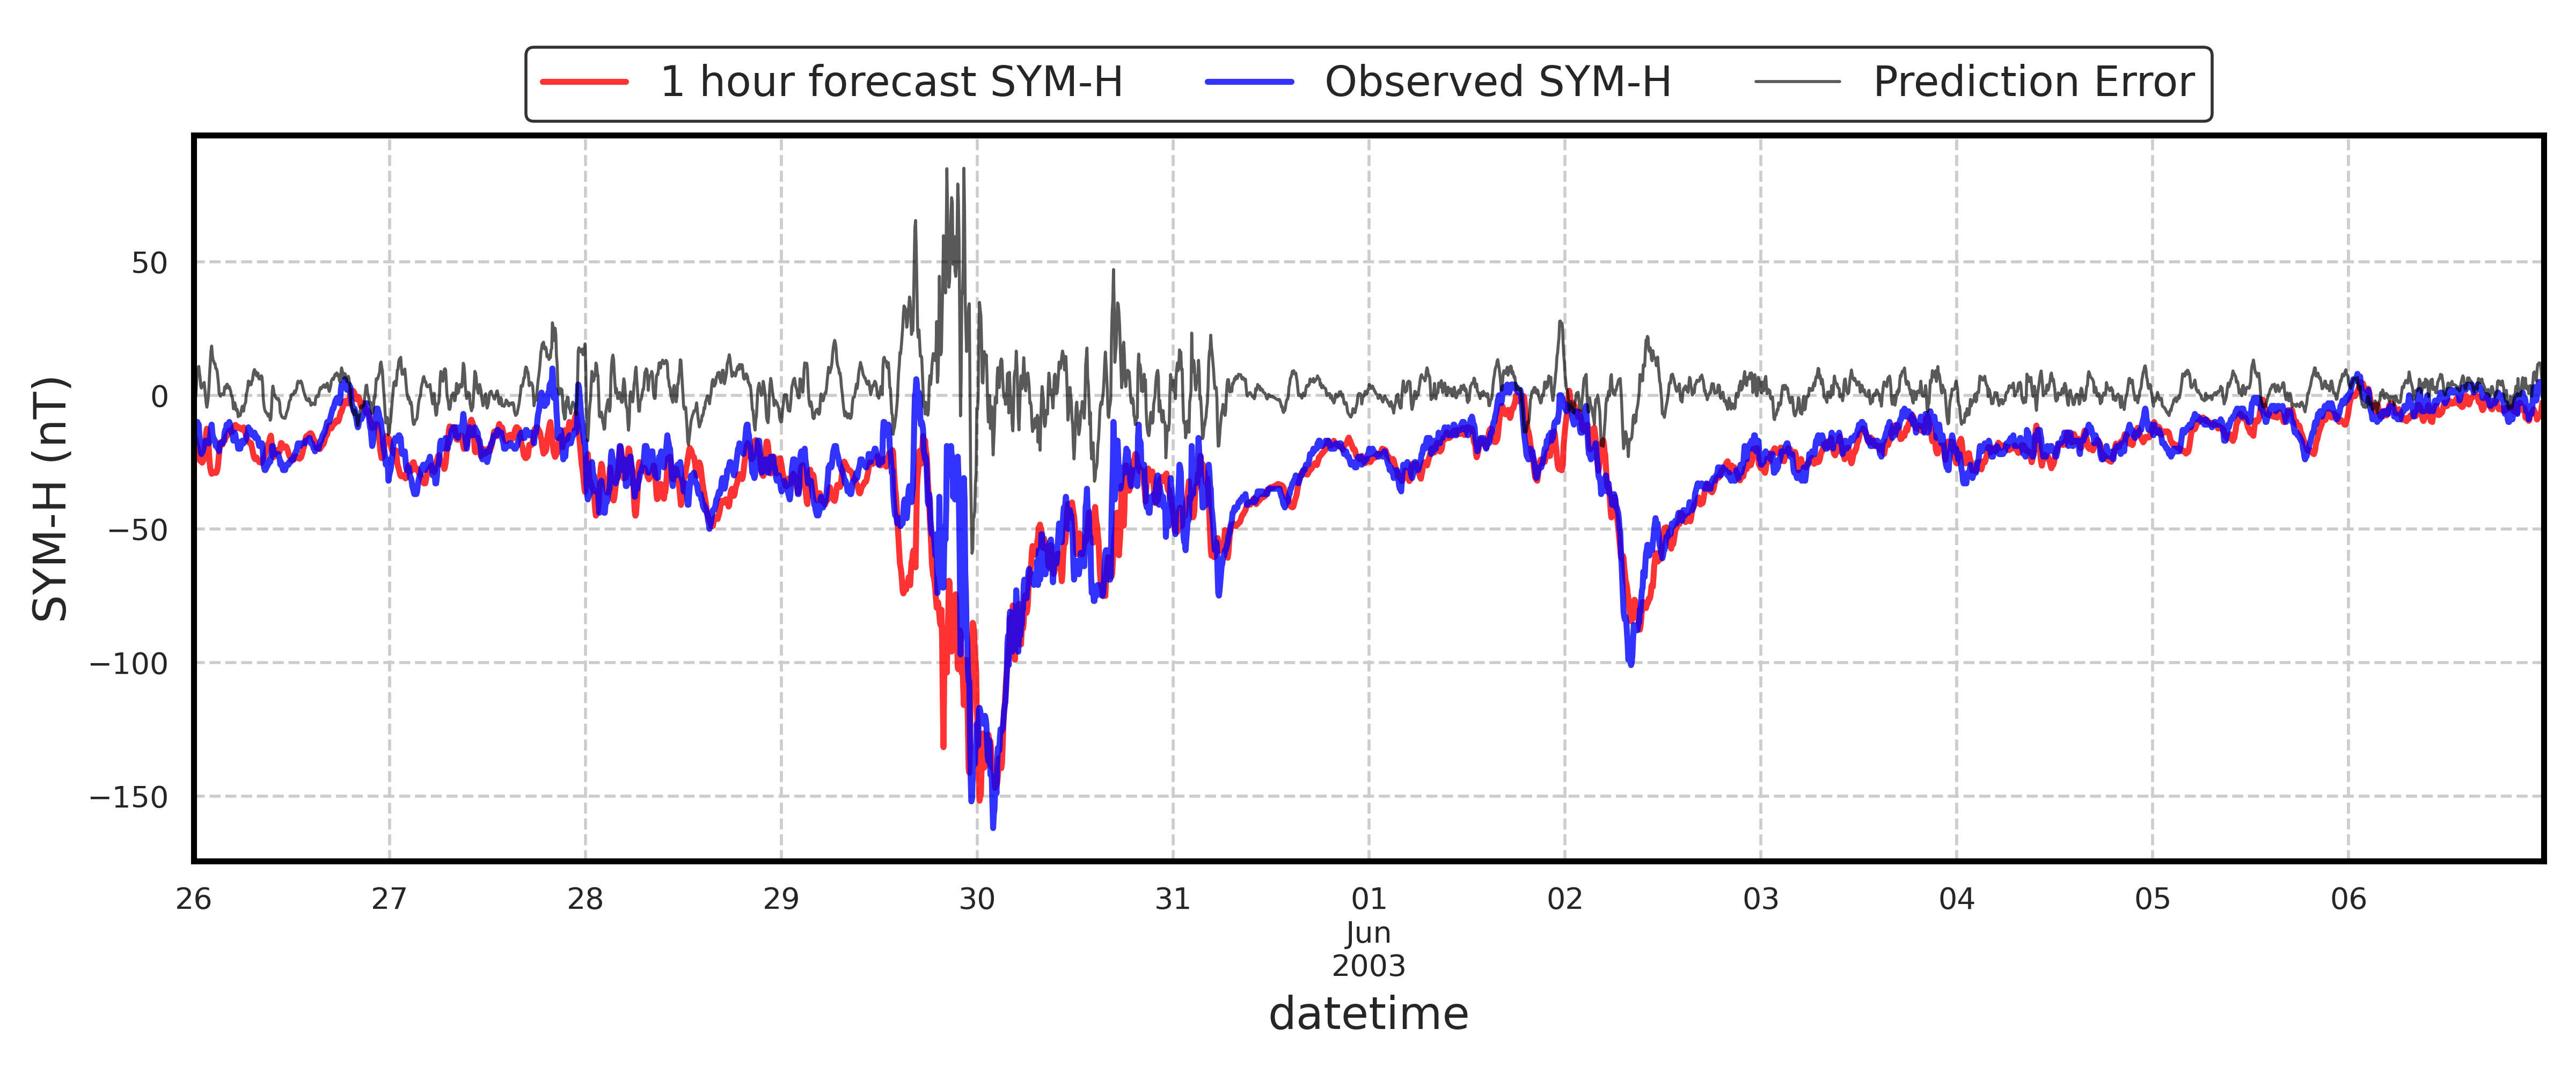 1 hour forecast SYM-H Observed SYM-H Prediction Error
SYM-H (nT)
50
0
−50
−100
−150
26 27 28 29 30 31 01 02 03 04 05 06
Jun
2003
datetime